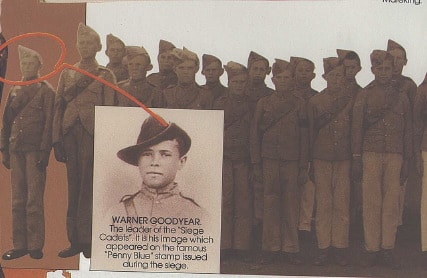 Mafeking.
WARNER GOODYEAR.
The leader of the "Siege
Cadets". It is his image which
appeared on the famous
"Penny Blue" stamp issued
during the siege.